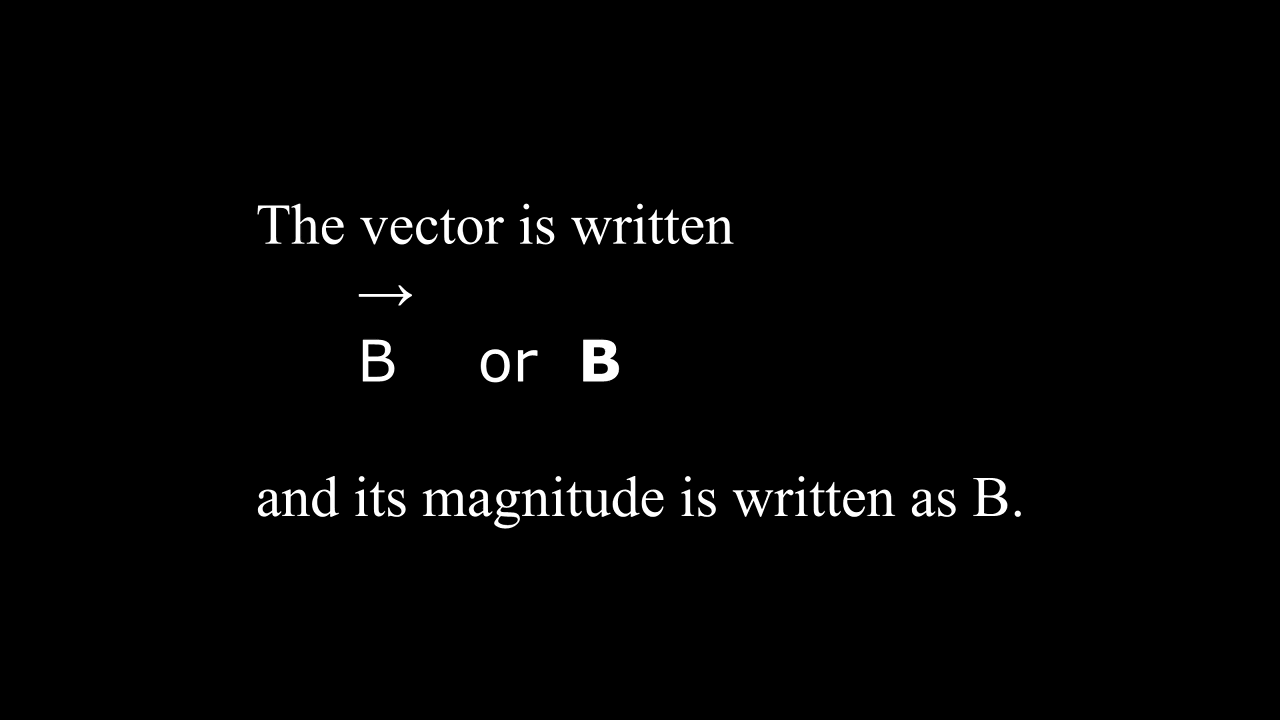 The vector is written
→
B or B
and its magnitude is written as B.